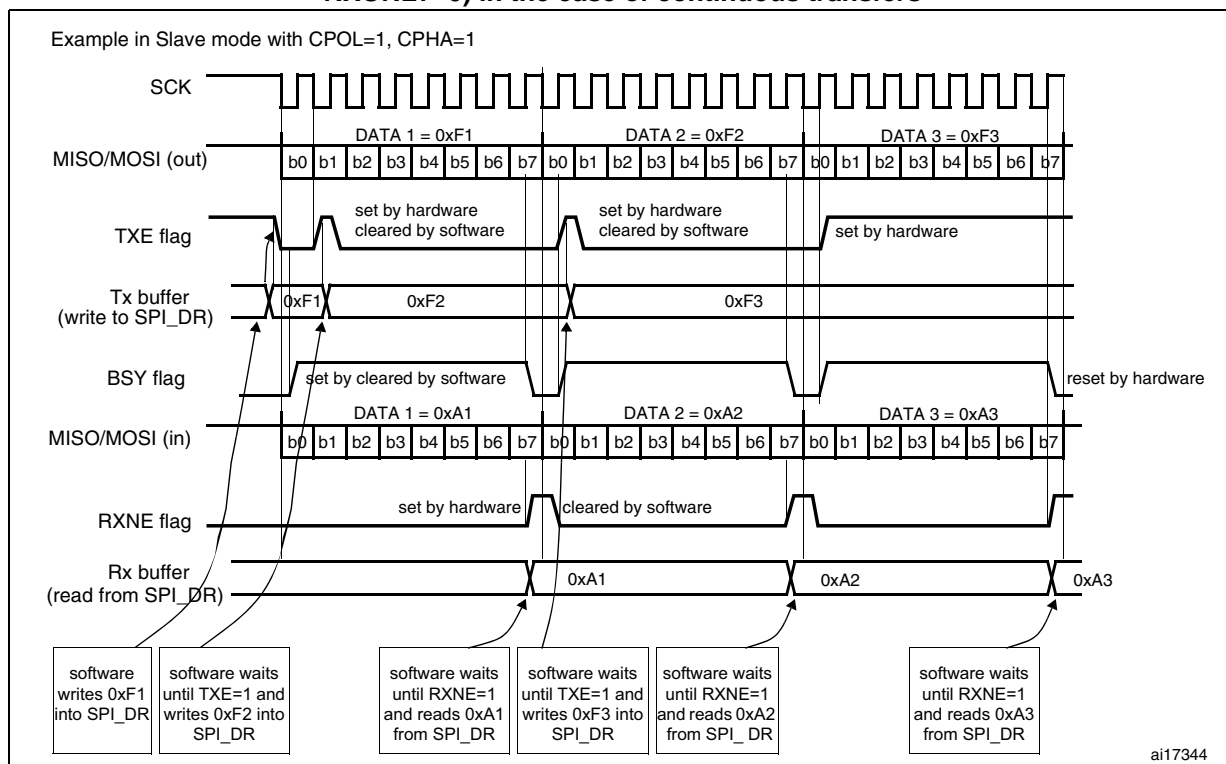 RXONLY=0) in the case of continuous transfers
Example in Slave mode with CPOL=1, CPHA=1
SCK
DATA 1 = 0xF1 DATA 2 = 0xF2 DATA 3 = 0xF3
MISO/MOSI (out) b0 b1 b2 b3 b4 b5 b6 b7 b0 b1 b2 b3 b4 b5 b6 b7 b0 b1 b2 b3 b4 b5 b6 b7
set by hardware
cleared by software
set by hardware
cleared by software
TXE flag
set by hardware
Tx buffer
(write to SPI_DR)
0xF1 0xF2 0xF3
BSY flag
set by cleared by software
reset by hardware
DATA 1 = 0xA1 DATA 2 = 0xA2 DATA 3 = 0xA3
MISO/MOSI (in) b0 b1 b2 b3 b4 b5 b6 b7 b0 b1 b2 b3 b4 b5 b6 b7 b0 b1 b2 b3 b4 b5 b6 b7
RXNE flag
set by hardware
cleared by software
Rx buffer
(read from SPI_DR)
0xA1 0xA2 0xA3
software
writes 0xF1
into SPI_DR
software waits
until TXE=1 and
writes 0xF2 into
SPI_DR
software waits
until RXNE=1
and reads 0xA1
from SPI_DR
software waits
until TXE=1 and
writes 0xF3 into
SPI_DR
software waits
until RXNE=1
and reads 0xA2
from SPI_ DR
software waits
until RXNE=1
and reads 0xA3
from SPI_DR
ai17344